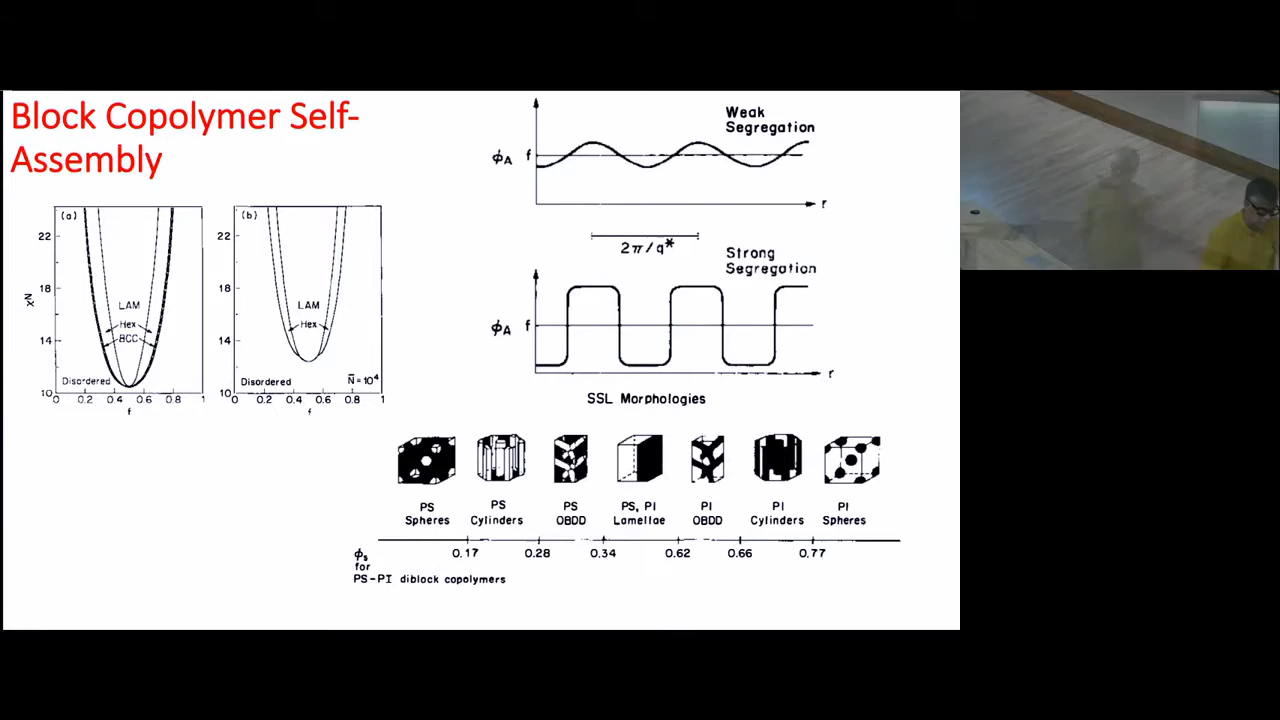 Block Copolymer Self-
Assembly
(a)
22
18
14
10
χN
LAM
Hex
BCC
Disordered
0 0.2 0.4 0.6 0.8 1
f
(b)
22
18
14
10
LAM
Hex
Disordered
N̄=10⁴
0 0.2 0.4 0.6 0.8 1
f
Weak
Segregation
ϕA f
r
2π/q*
Strong
Segregation
ϕA f
r
SSL Morphologies
PS
Spheres
PS
Cylinders
PS
OBDD
PS, PI
Lamellae
PI
OBDD
PI
Cylinders
PI
Spheres
ϕs
for
PS-PI diblock copolymers
0.17 0.28 0.34 0.62 0.66 0.77